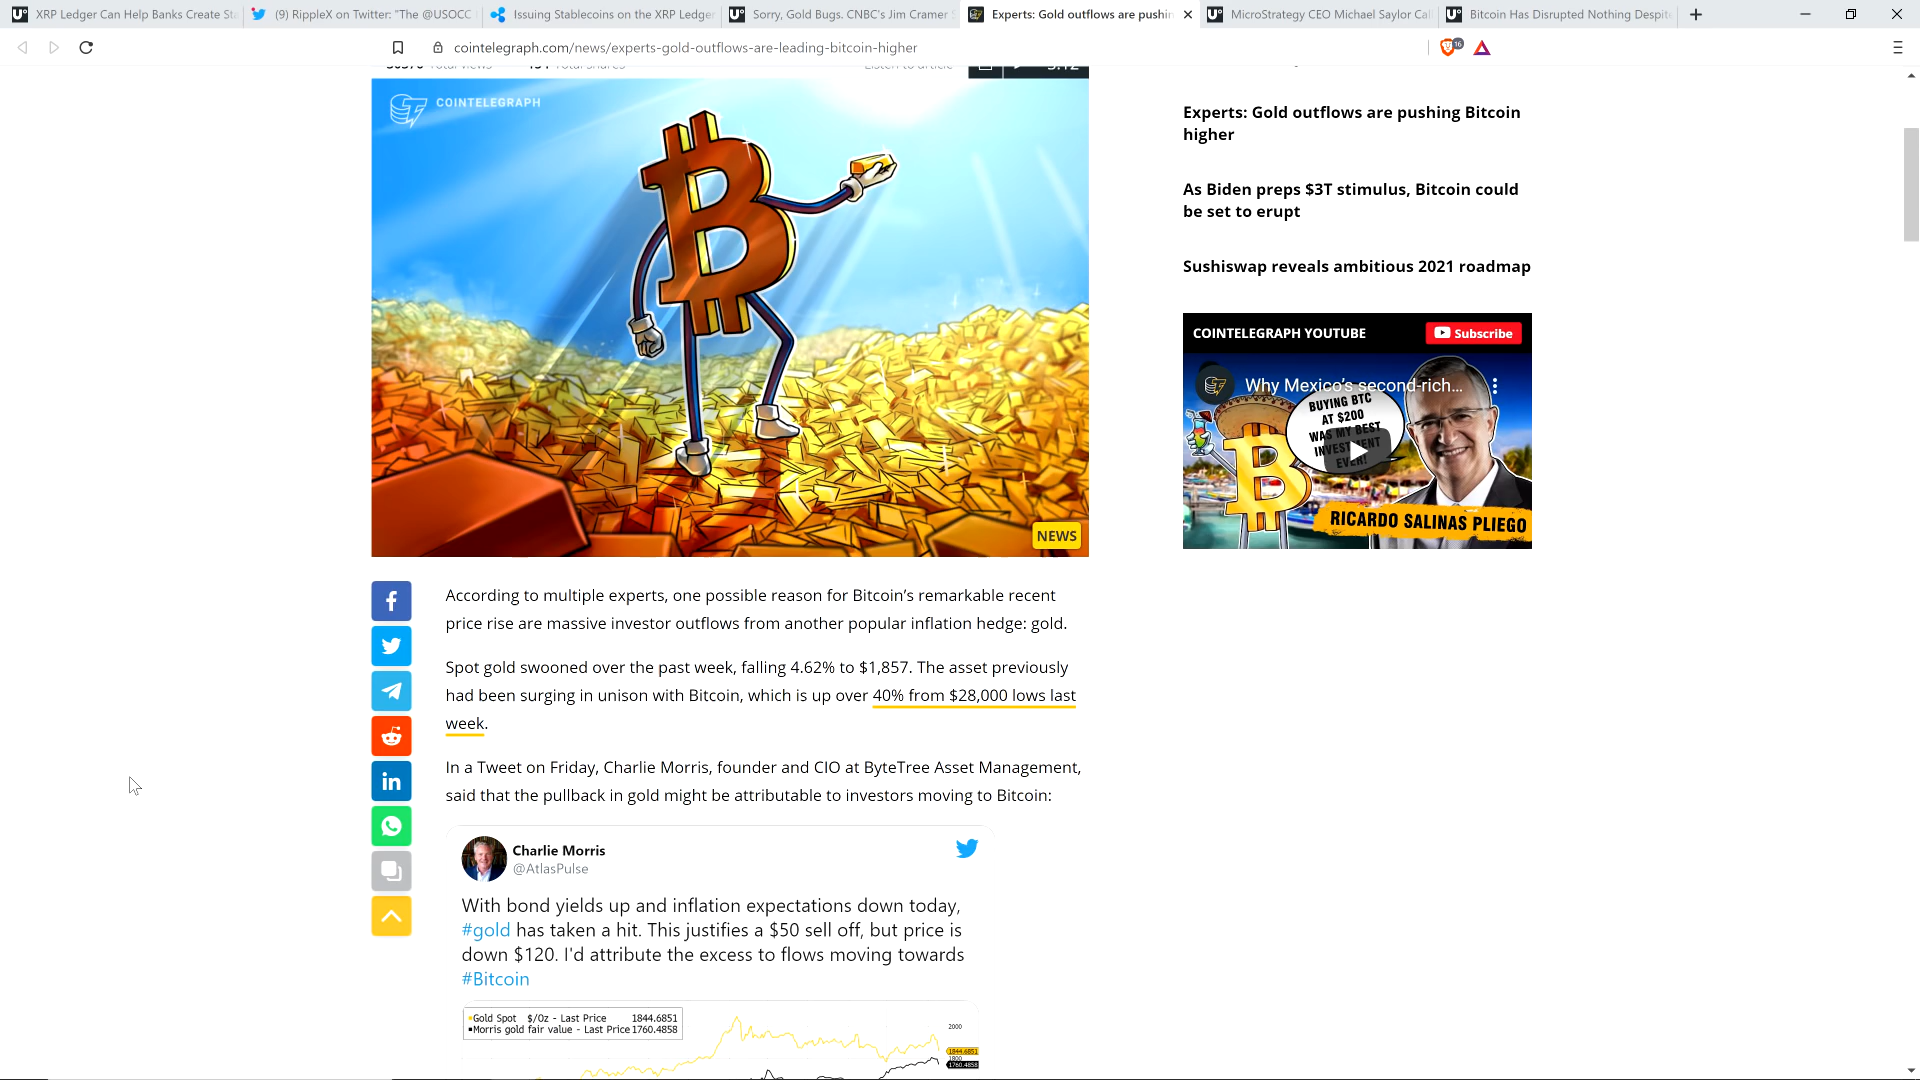 XRP Ledger Can Help Banks Create Sta
(9) RippleX on Twitter: "The @USOCC
Issuing Stablecoins on the XRP Ledger
Sorry, Gold Bugs. CNBC's Jim Cramer S
Experts: Gold outflows are pushin
MicroStrategy CEO Michael Saylor Cal
Bitcoin Has Disrupted Nothing Despit
cointelegraph.com/news/experts-gold-outflows-are-leading-bitcoin-higher
16
COINTELEGRAPH
NEWS
Experts: Gold outflows are pushing Bitcoin
higher
As Biden preps $3T stimulus, Bitcoin could
be set to erupt
Sushiswap reveals ambitious 2021 roadmap
COINTELEGRAPH YOUTUBE
Subscribe
Why Mexico's second-rich...
BUYING BTC
AT $200
WAS MY BEST
INVESTMENT
EVER!
RICARDO SALINAS PLIEGO
According to multiple experts, one possible reason for Bitcoin's remarkable recent
price rise are massive investor outflows from another popular inflation hedge: gold.
Spot gold swooned over the past week, falling 4.62% to $1,857. The asset previously
had been surging in unison with Bitcoin, which is up over 40% from $28,000 lows last
week.
In a Tweet on Friday, Charlie Morris, founder and CIO at ByteTree Asset Management,
said that the pullback in gold might be attributable to investors moving to Bitcoin:
Charlie Morris
@AtlasPulse
With bond yields up and inflation expectations down today,
#gold has taken a hit. This justifies a $50 sell off, but price is
down $120. I'd attribute the excess to flows moving towards
#Bitcoin
Gold Spot $/Oz - Last Price 1844.6851
Morris gold fair value - Last Price 1760.4858
2000
1844.6851
1800
1760.4858